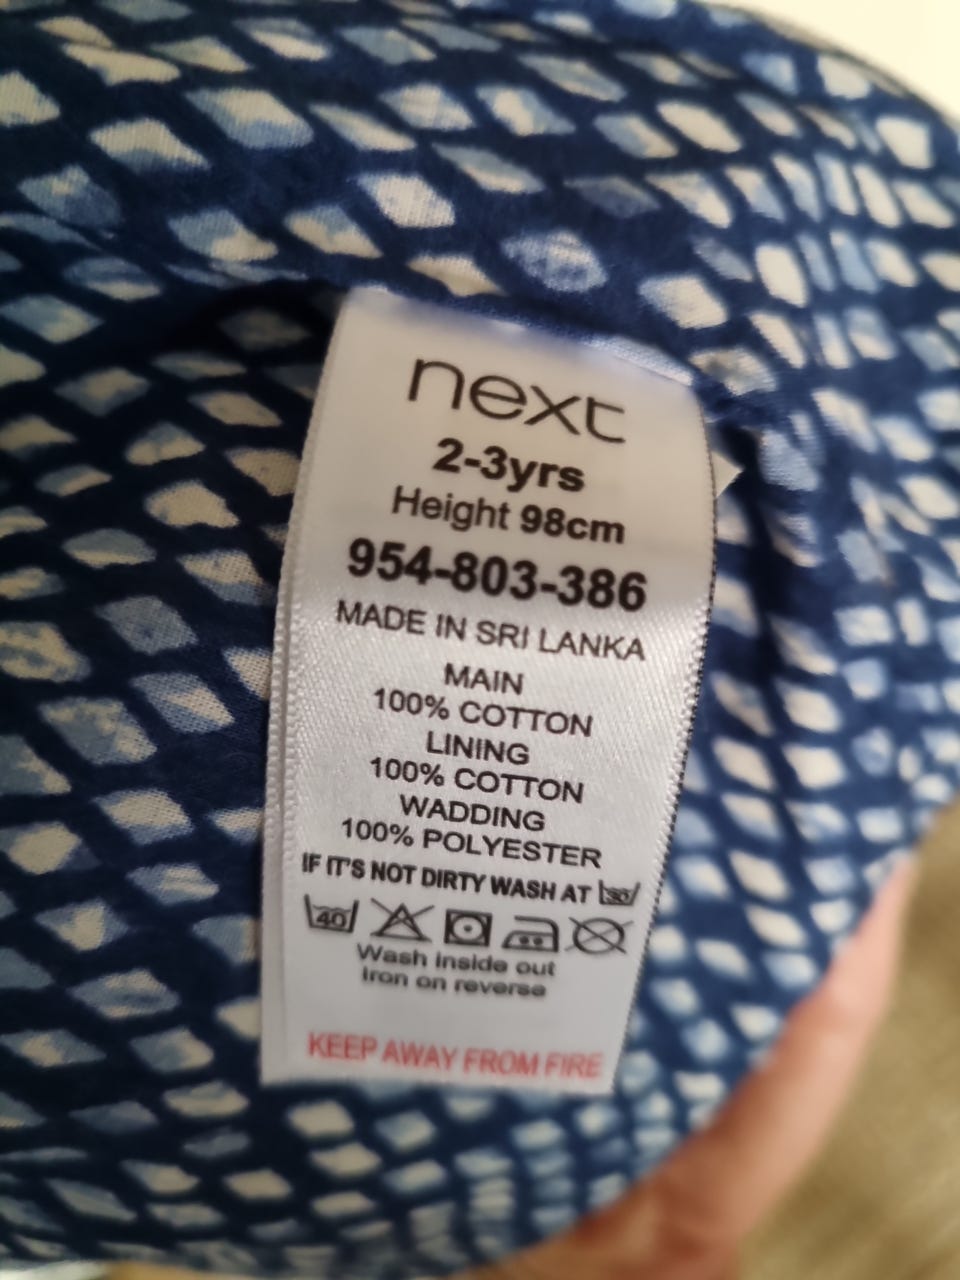 next
2-3yrs
Height 98cm
954-803-386
MADE IN SRI LANKA
MAIN
100% COTTON
LINING
100% COTTON
WADDING
100% POLYESTER
IF IT'S NOT DIRTY WASH AT 30
40
Wash inside out
Iron on reverse
KEEP AWAY FROM FIRE